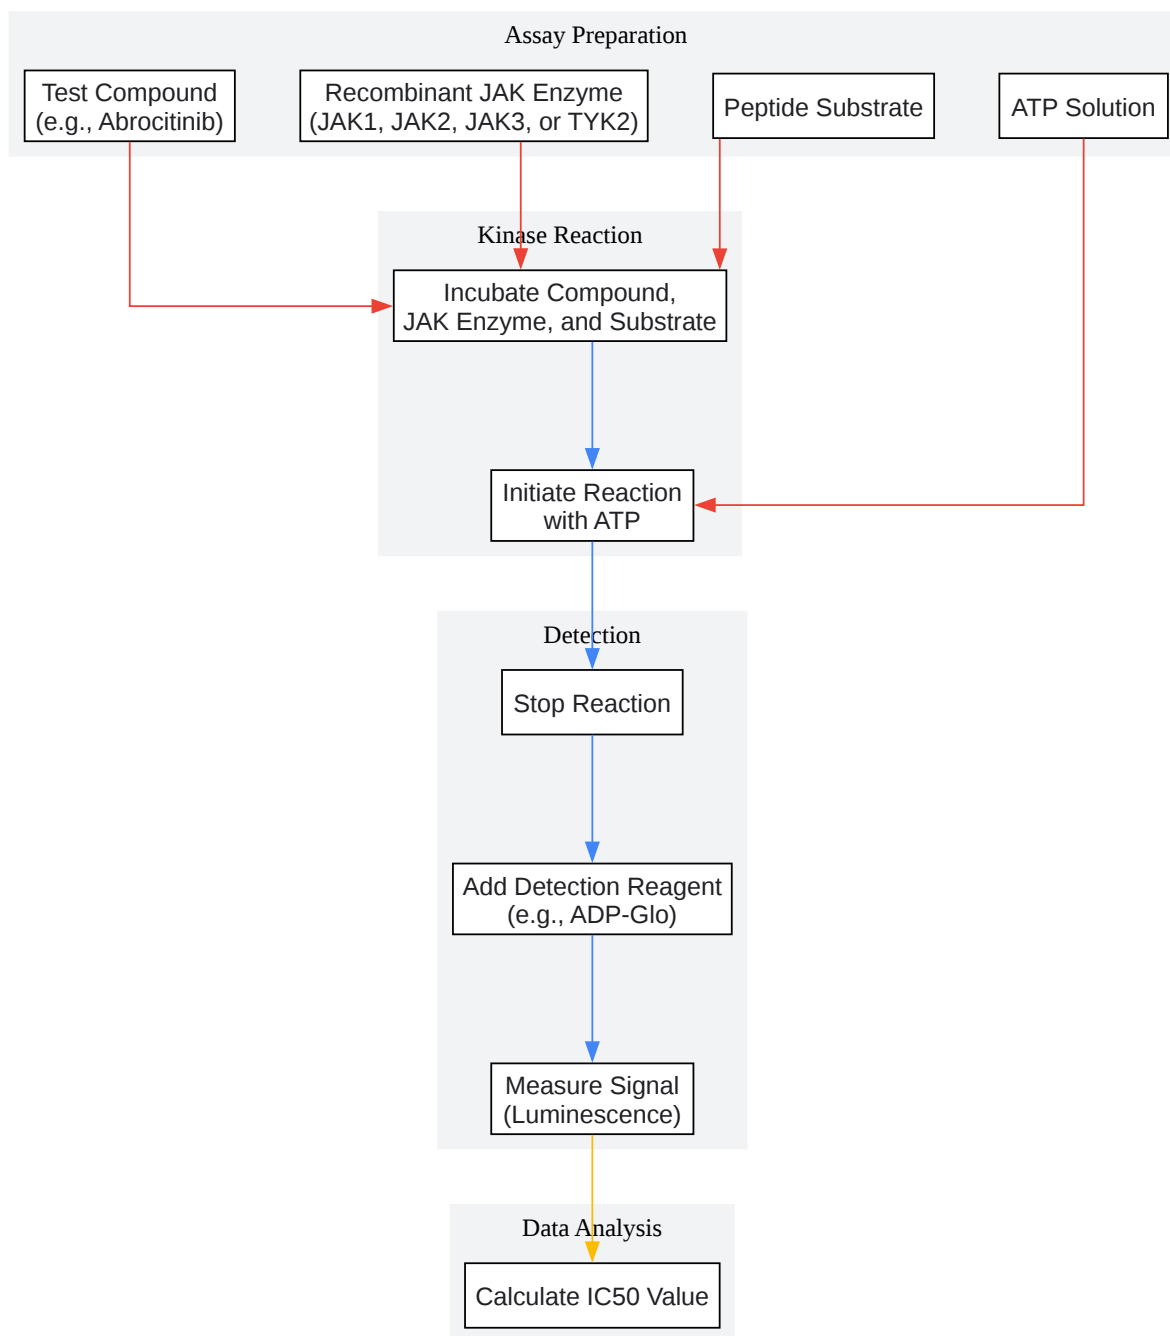 Assay Preparation
Test Compound
(e.g., Abrocitinib)
Recombinant JAK Enzyme
(JAK1, JAK2, JAK3, or TYK2)
Peptide Substrate
ATP Solution
Kinase Reaction
Incubate Compound,
JAK Enzyme, and Substrate
Initiate Reaction
with ATP
Detection
Stop Reaction
Add Detection Reagent
(e.g., ADP-Glo)
Measure Signal
(Luminescence)
Data Analysis
Calculate IC50 Value